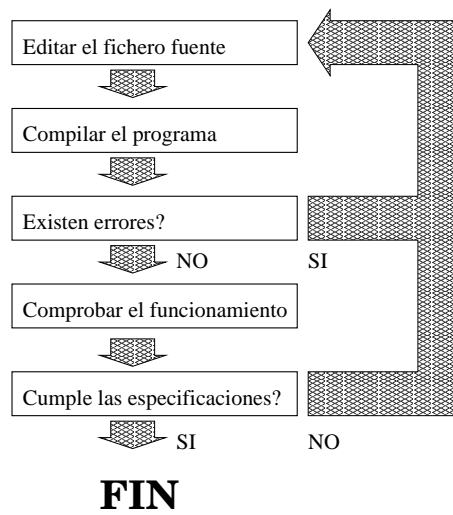 Editar el fichero fuente
Compilar el programa
Existen errores?
NO
SI
Comprobar el funcionamiento
Cumple las especificaciones?
SI
NO
FIN